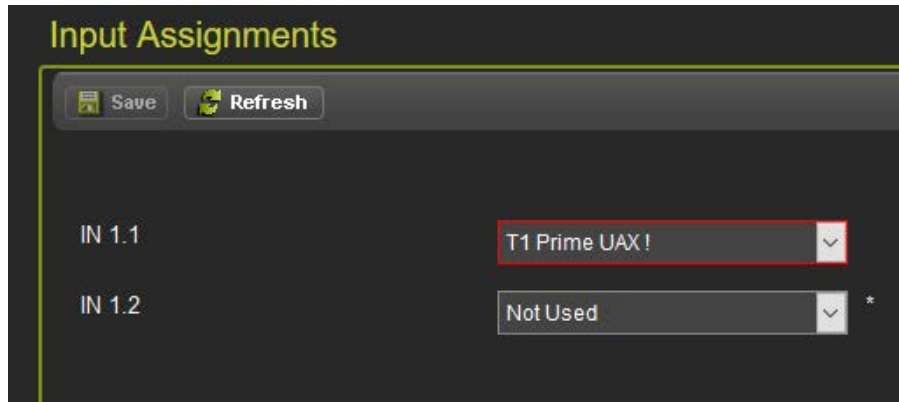 Input Assignments
Save Refresh
IN 1.1 T1 Prime UAX !
IN 1.2 Not Used *